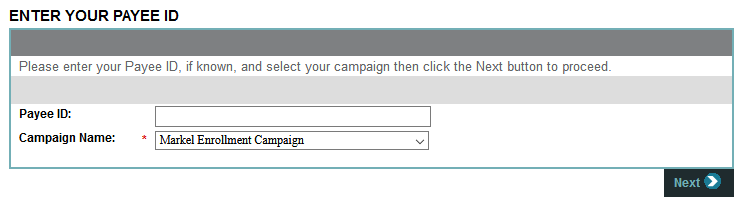 ENTER YOUR PAYEE ID
Please enter your Payee ID, if known, and select your campaign then click the Next button to proceed.
Payee ID:
Campaign Name: * Markel Enrollment Campaign
Next